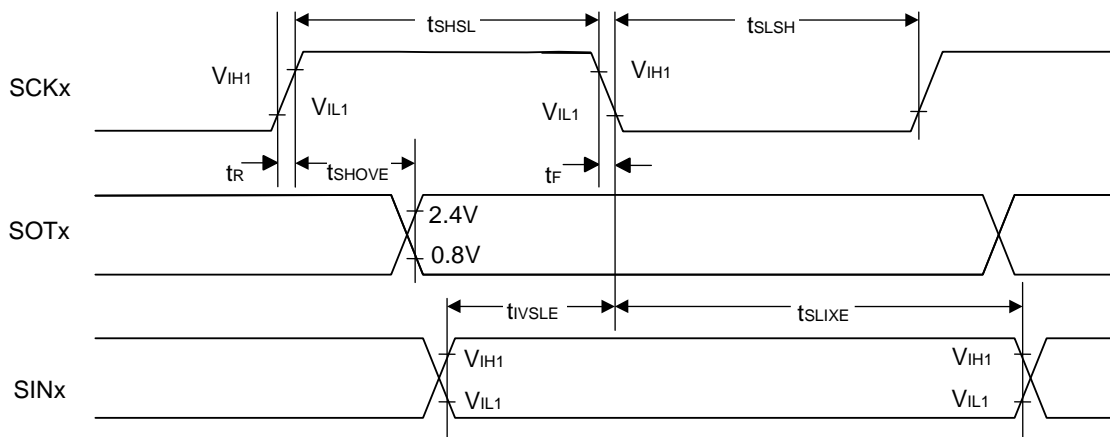 tSHSL
tSLSH
VIH1
VIH1
SCKx
VIL1
VIL1
tR
tSHOVE
tF
2.4V
SOTx
0.8V
tIVSLE
tSLIXE
VIH1
VIH1
SINx
VIL1
VIL1